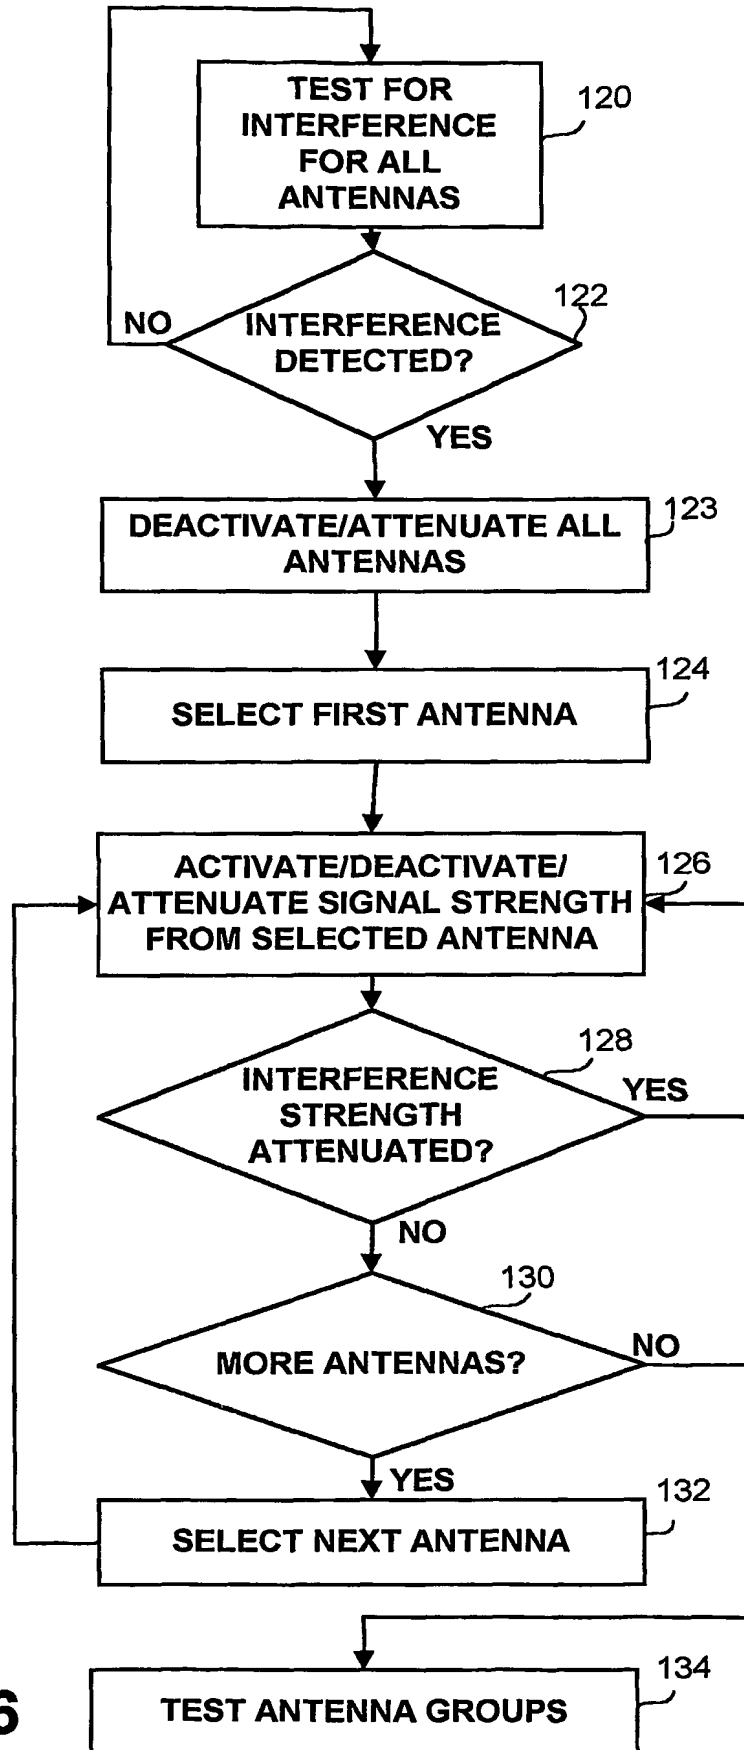 TEST FOR
INTERFERENCE
FOR ALL
ANTENNAS
120
INTERFERENCE
DETECTED?
122
NO
YES
DEACTIVATE/ATTENUATE ALL
ANTENNAS
123
SELECT FIRST ANTENNA
124
ACTIVATE/DEACTIVATE/
ATTENUATE SIGNAL STRENGTH
FROM SELECTED ANTENNA
126
INTERFERENCE
STRENGTH
ATTENUATED?
128
YES
NO
MORE ANTENNAS?
130
NO
YES
SELECT NEXT ANTENNA
132
TEST ANTENNA GROUPS
134
6